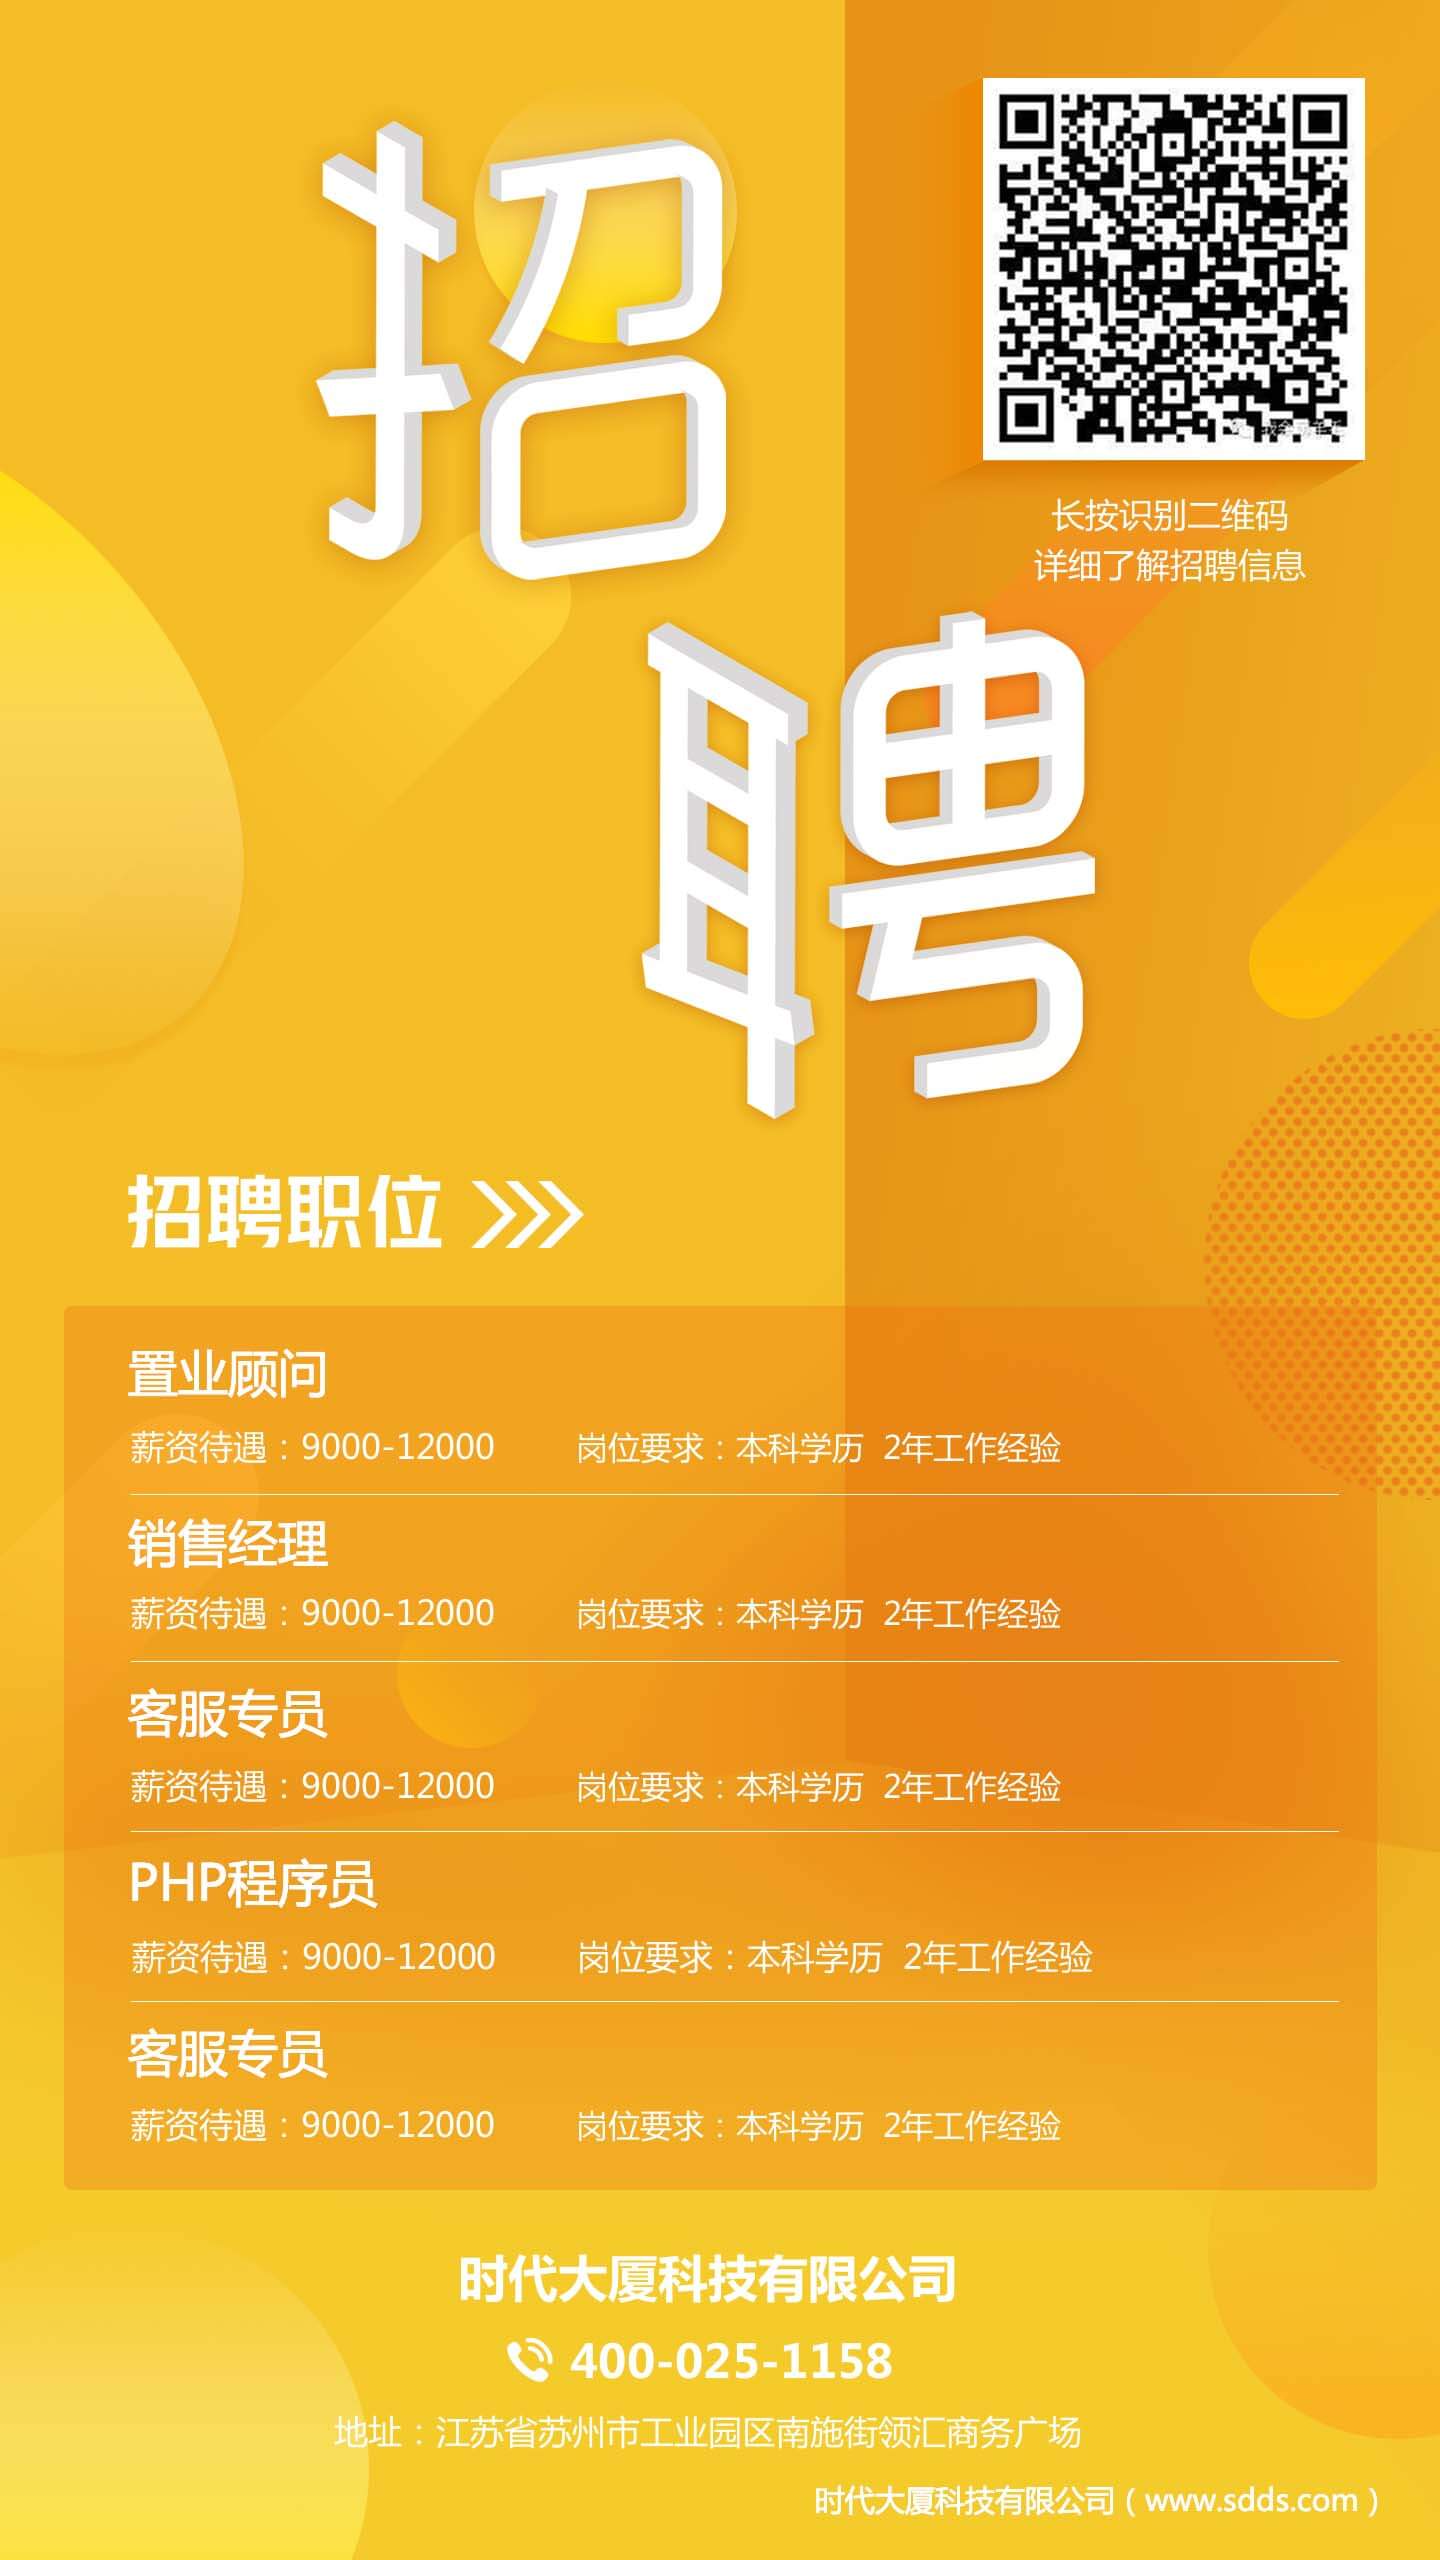 招
聘
长按识别二维码
详细了解招聘信息
招聘职位
置业顾问
薪资待遇：9000-12000 岗位要求：本科学历 2年工作经验
销售经理
薪资待遇：9000-12000 岗位要求：本科学历 2年工作经验
客服专员
薪资待遇：9000-12000 岗位要求：本科学历 2年工作经验
PHP程序员
薪资待遇：9000-12000 岗位要求：本科学历 2年工作经验
客服专员
薪资待遇：9000-12000 岗位要求：本科学历 2年工作经验
时代大厦科技有限公司
400-025-1158
地址：江苏省苏州市工业园区南施街领汇商务广场
时代大厦科技有限公司（www.sdds.com）